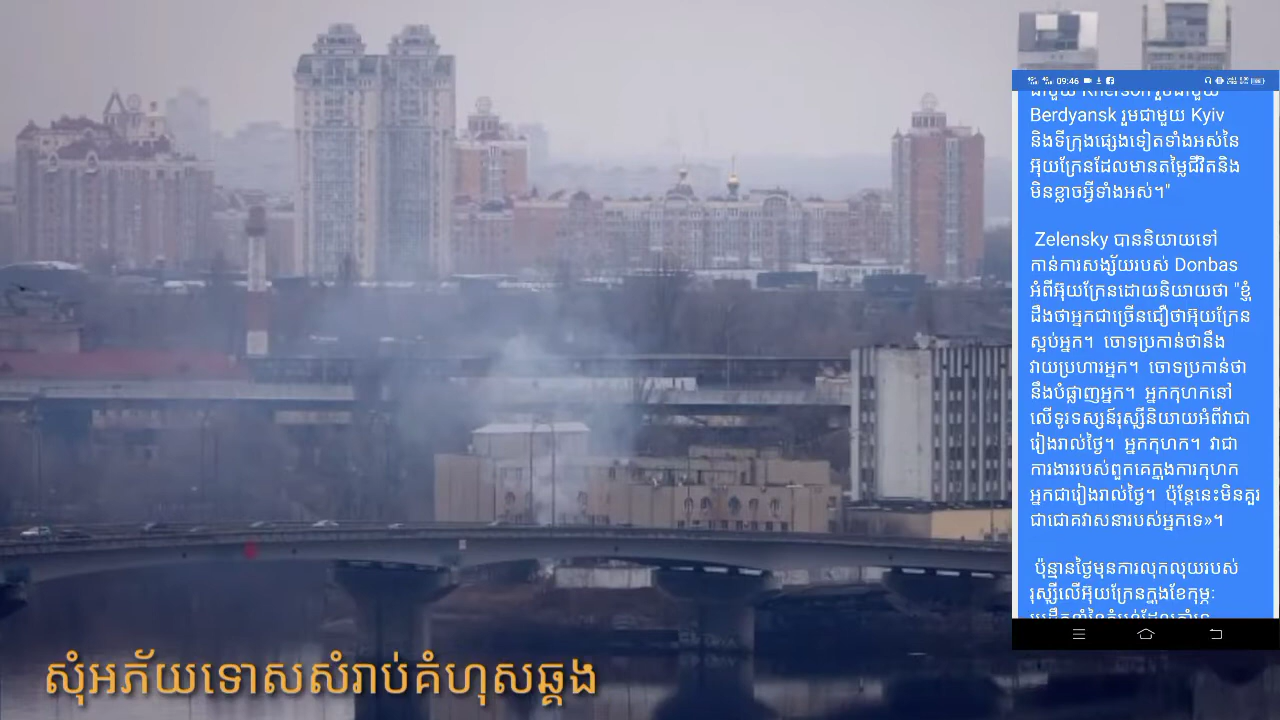 09:46
Berdyansk រួមជាមួយ Kyiv
និងទីក្រុងផ្សេងទៀតទាំងអស់នៃ
អ៊ុយក្រែនដែលមានតម្លៃជីវិតនិង
មិនខ្លាចអ្វីទាំងអស់។"
Zelensky បាននិយាយទៅ
កាន់ការសង្ស័យរបស់ Donbas
អំពីអ៊ុយក្រែនដោយនិយាយថា "ខ្ញុំ
ដឹងថាអ្នកជាច្រើនជឿថាអ៊ុយក្រែន
ស្អប់អ្នក។ ចោទប្រកាន់ថានឹង
វាយប្រហារអ្នក។ ចោទប្រកាន់ថា
នឹងបំផ្លាញអ្នក។ អ្នកកុហកនៅ
លើទូរទស្សន៍រុស្ស៊ីនិយាយអំពីវាជា
រៀងរាល់ថ្ងៃ។ អ្នកកុហក។ វាជា
ការងាររបស់ពួកគេក្នុងការកុហក
អ្នកជារៀងរាល់ថ្ងៃ។ ប៉ុន្តែនេះមិនគួរ
ជាជោគវាសនារបស់អ្នកទេ»។
ប៉ុន្មានថ្ងៃមុនការលុកលុយរបស់
រុស្ស៊ីលើអ៊ុយក្រែនក្នុងខែកុម្ភៈ
សុំអភ័យទោសសំរាប់គំហុសឆ្គង